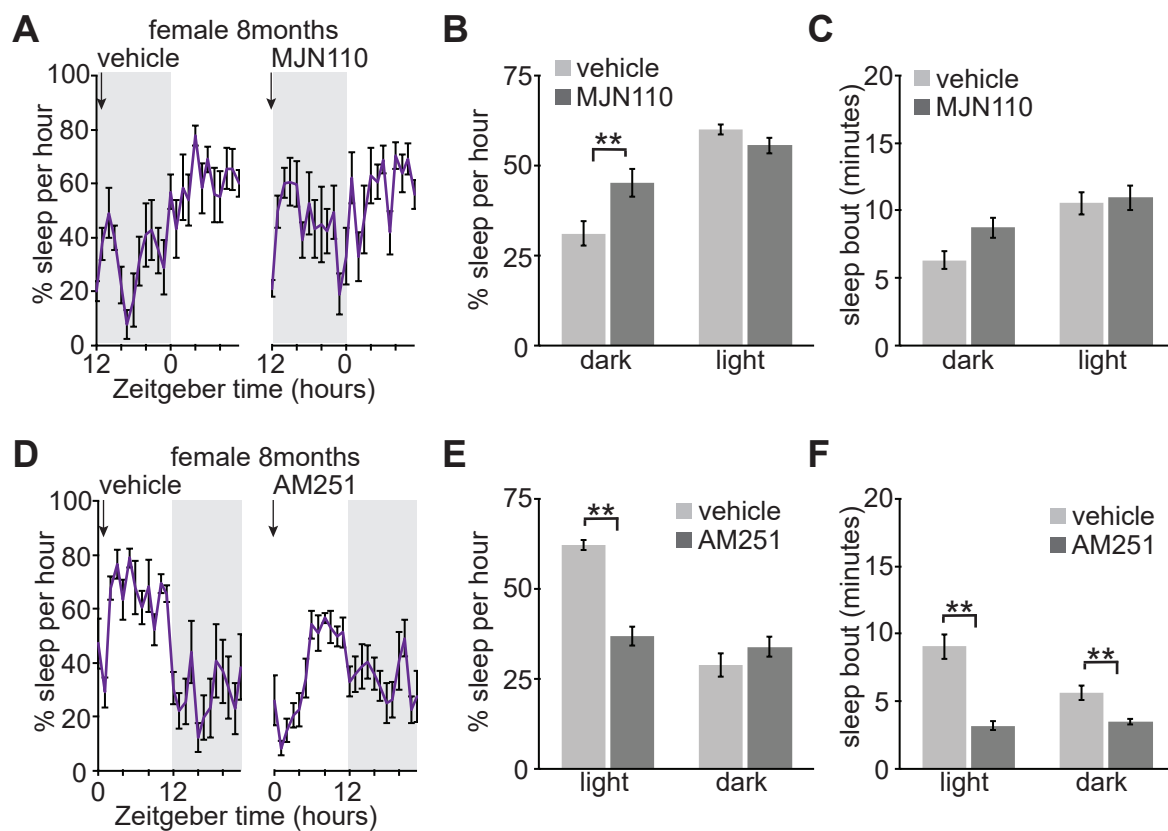 A
female 8months
vehicle
MJN110
% sleep per hour
100
80
60
40
20
0
12 0 12 0
Zeitgeber time (hours)
B
vehicle
MJN110
% sleep per hour
75
50
25
0
**
dark light
C
vehicle
MJN110
sleep bout (minutes)
20
15
10
5
0
dark light
D
female 8months
vehicle
AM251
% sleep per hour
100
80
60
40
20
0
0 12 0 12
Zeitgeber time (hours)
E
vehicle
AM251
% sleep per hour
75
50
25
0
**
light dark
F
vehicle
AM251
sleep bout (minutes)
20
15
10
5
0
**
**
light dark